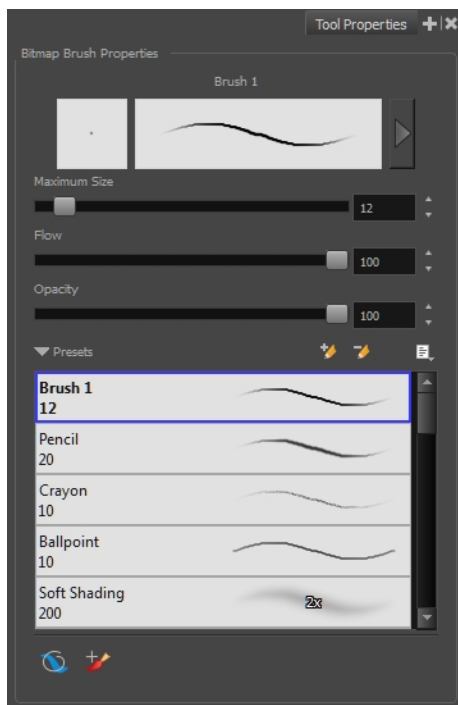 Tool Properties
Bitmap Brush Properties
Brush 1
Maximum Size
12
Flow
100
Opacity
100
Presets
Brush 1
12
Pencil
20
Crayon
10
Ballpoint
10
Soft Shading
200
2x